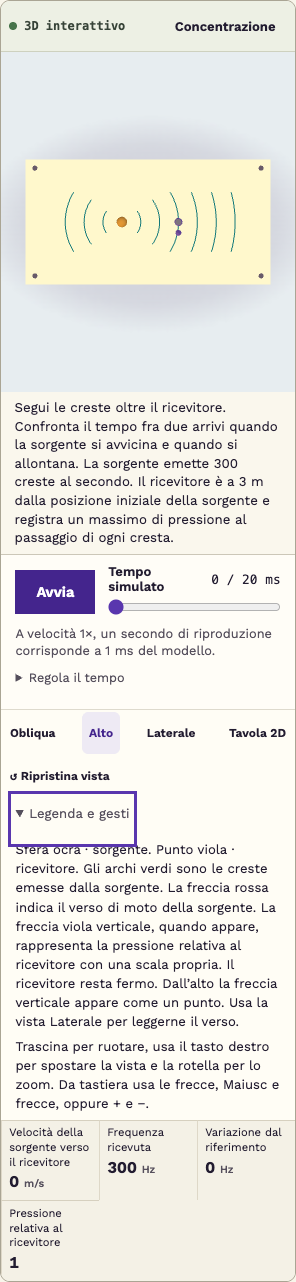 3D interattivo
Concentrazione
Segui le creste oltre il ricevitore.
Confronta il tempo fra due arrivi quando
la sorgente si avvicina e quando si
allontana. La sorgente emette 300
creste al secondo. Il ricevitore è a 3 m
dalla posizione iniziale della sorgente e
registra un massimo di pressione al
passaggio di ogni cresta.
Avvia
Tempo
simulato
0 / 20 ms
A velocità 1×, un secondo di riproduzione
corrisponde a 1 ms del modello.
▶ Regola il tempo
Obliqua Alto Laterale Tavola 2D
↺ Ripristina vista
▼ Legenda e gesti
Sfera ocra · sorgente. Punto viola ·
ricevitore. Gli archi verdi sono le creste
emesse dalla sorgente. La freccia rossa
indica il verso di moto della sorgente. La
freccia viola verticale, quando appare,
rappresenta la pressione relativa al
ricevitore con una scala propria. Il
ricevitore resta fermo. Dall’alto la freccia
verticale appare come un punto. Usa la
vista Laterale per leggerne il verso.
Trascina per ruotare, usa il tasto destro
per spostare la vista e la rotella per lo
zoom. Da tastiera usa le frecce, Maiusc e
frecce, oppure + e −.
Velocità della
sorgente verso
il ricevitore
0 m/s
Frequenza
ricevuta
300 Hz
Variazione dal
riferimento
0 Hz
Pressione
relativa al
ricevitore
1